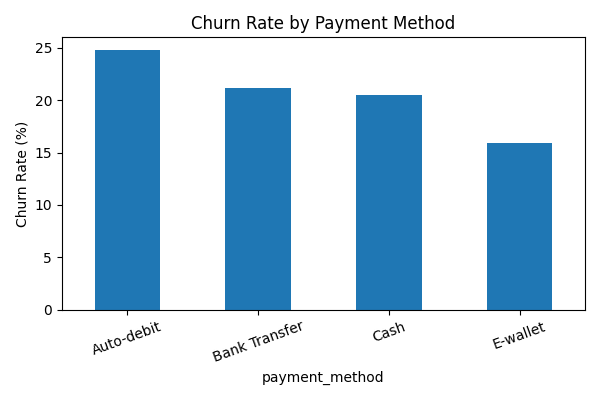 Churn Rate by Payment Method
25
20
15
10
5
0
Churn Rate (%)
Auto-debit
Bank Transfer
Cash
E-wallet
payment_method